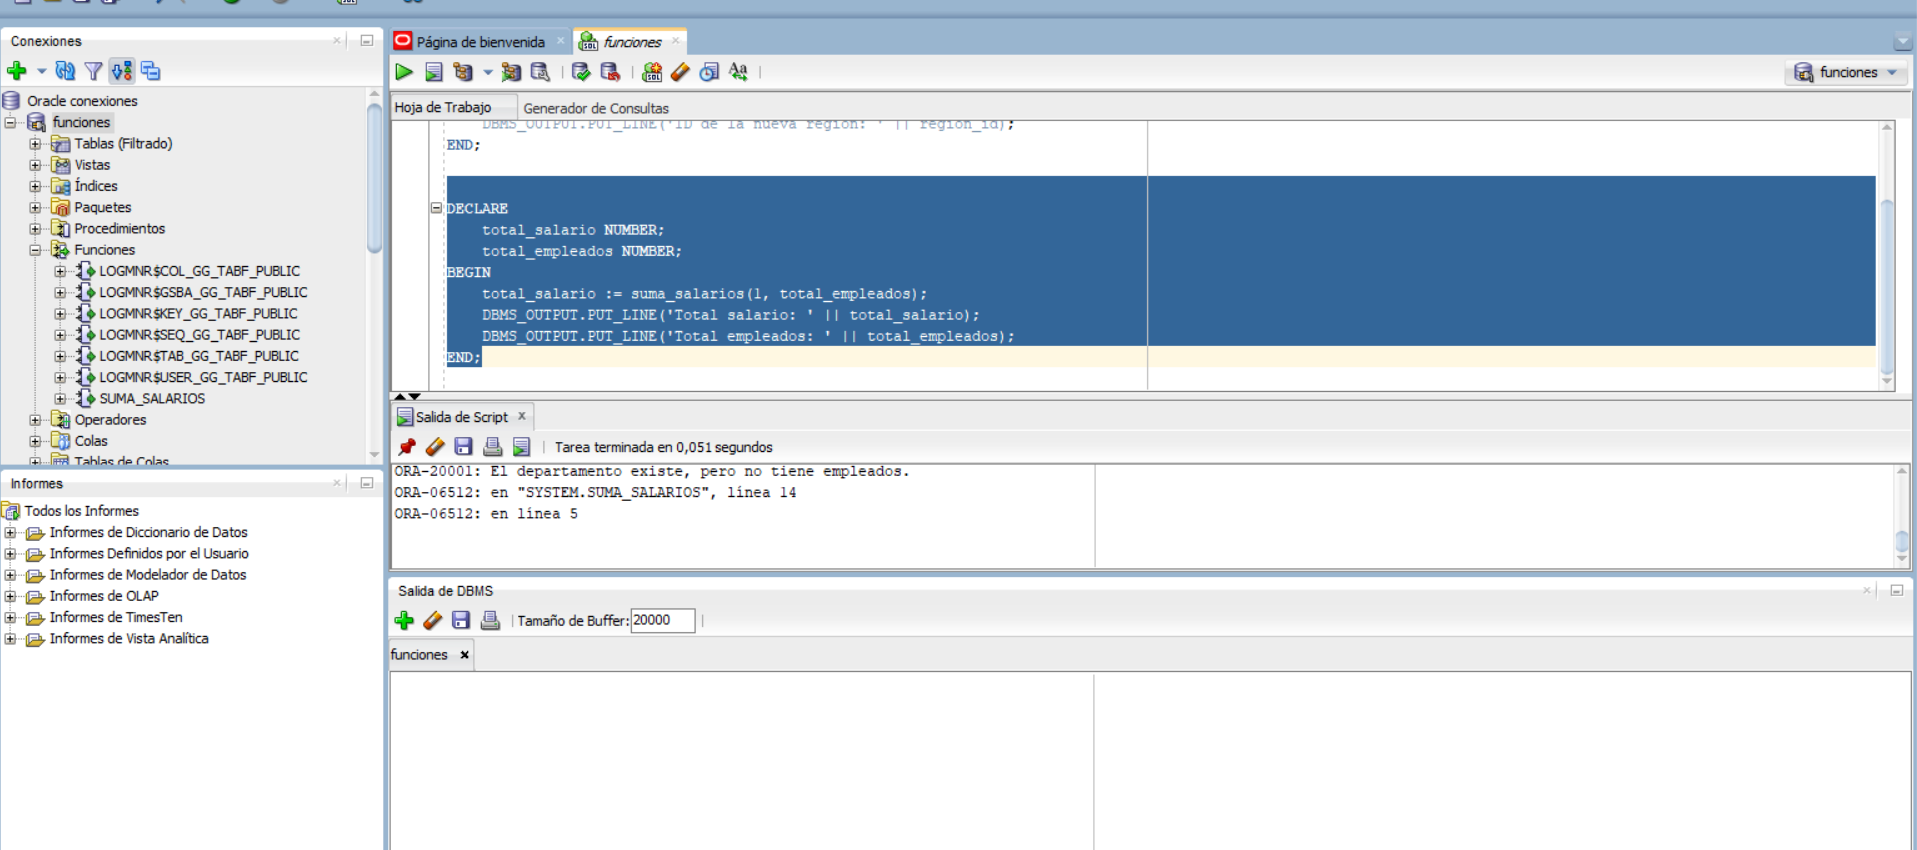 Conexiones
Oracle conexiones
funciones
Tablas (Filtrado)
Vistas
Índices
Paquetes
Procedimientos
Funciones
LOGMNR$COL_GG_TABF_PUBLIC
LOGMNR$GSBA_GG_TABF_PUBLIC
LOGMNR$KEY_GG_TABF_PUBLIC
LOGMNR$SEQ_GG_TABF_PUBLIC
LOGMNR$TAB_GG_TABF_PUBLIC
LOGMNR$USER_GG_TABF_PUBLIC
SUMA_SALARIOS
Operadores
Colas
Tablas de Colas
Informes
Todos los Informes
Informes de Diccionario de Datos
Informes Definidos por el Usuario
Informes de Modelador de Datos
Informes de OLAP
Informes de TimesTen
Informes de Vista Analítica
Página de bienvenida
funciones
funciones
Hoja de Trabajo
Generador de Consultas
DBMS_OUTPUT.PUT_LINE('ID de la nueva región: ' || region_id);
END;
DECLARE
total_salario NUMBER;
total_empleados NUMBER;
BEGIN
total_salario := suma_salarios(1, total_empleados);
DBMS_OUTPUT.PUT_LINE('Total salario: ' || total_salario);
DBMS_OUTPUT.PUT_LINE('Total empleados: ' || total_empleados);
END;
Salida de Script
Tarea terminada en 0,051 segundos
ORA-20001: El departamento existe, pero no tiene empleados.
ORA-06512: en "SYSTEM.SUMA_SALARIOS", línea 14
ORA-06512: en línea 5
Salida de DBMS
Tamaño de Buffer: 20000
funciones